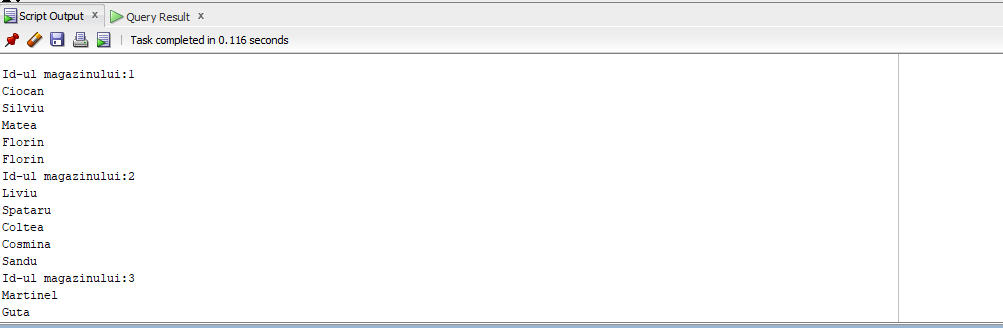 Script Output x Query Result x
Task completed in 0.116 seconds
Id-ul magazinului:1
Ciocan
Silviu
Matea
Florin
Florin
Id-ul magazinului:2
Liviu
Spataru
Coltea
Cosmina
Sandu
Id-ul magazinului:3
Martinel
Guta